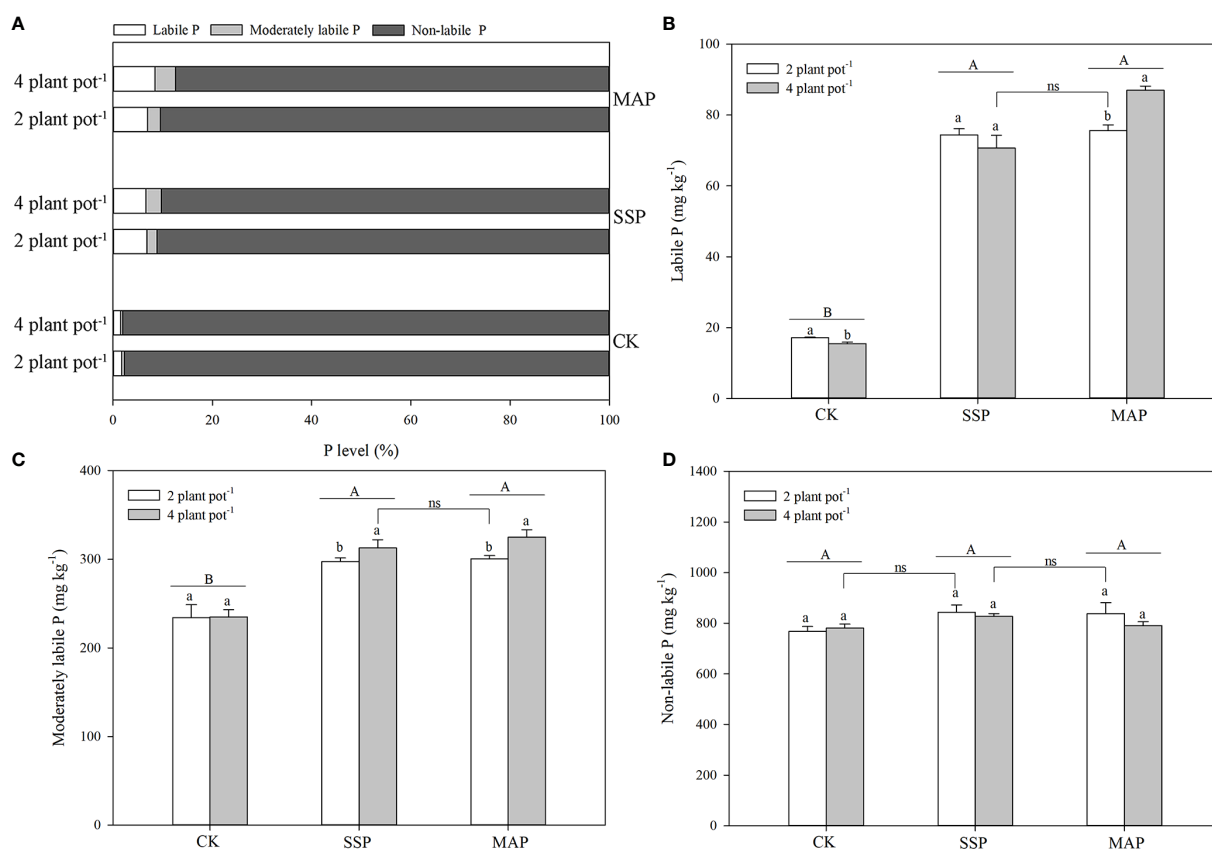 A
Labile P
Moderately labile P
Non-labile P
4 plant pot⁻¹
MAP
2 plant pot⁻¹
4 plant pot⁻¹
SSP
2 plant pot⁻¹
4 plant pot⁻¹
CK
2 plant pot⁻¹
0 20 40 60 80 100
P level (%)
B
2 plant pot⁻¹
4 plant pot⁻¹
Labile P (mg kg⁻¹)
100
80
60
40
20
0
B
a b
A
a a
ns
A
b a
CK SSP MAP
C
2 plant pot⁻¹
4 plant pot⁻¹
Moderately labile P (mg kg⁻¹)
400
300
200
100
0
B
a a
A
b a
ns
A
b a
CK SSP MAP
D
2 plant pot⁻¹
4 plant pot⁻¹
Non-labile P (mg kg⁻¹)
1400
1200
1000
800
600
400
200
0
A
a a
ns
A
a a
ns
A
a a
CK SSP MAP